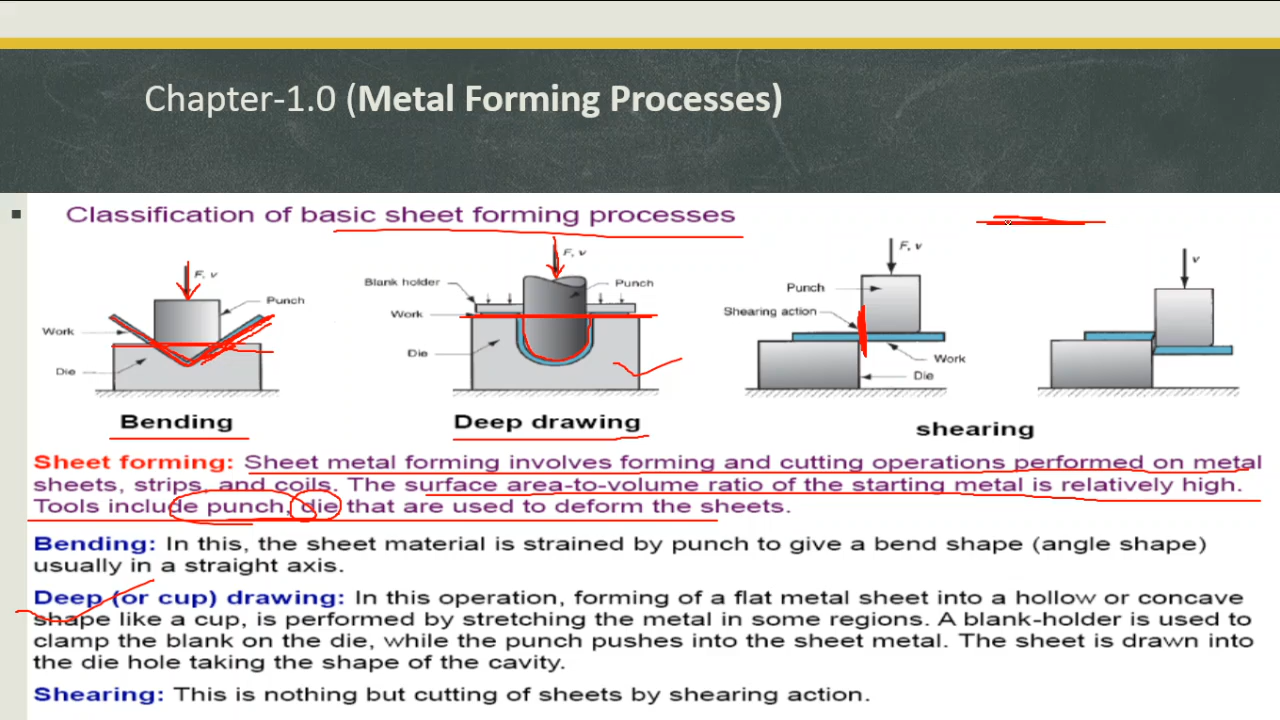 Chapter-1.0 (Metal Forming Processes)
Classification of basic sheet forming processes
F, v
Punch
Work
Die
Bending
F, v
Blank holder
Punch
Work
Die
Deep drawing
F, v
Punch
Shearing action
Work
Die
v
shearing
Sheet forming: Sheet metal forming involves forming and cutting operations performed on metal
sheets, strips, and coils. The surface area-to-volume ratio of the starting metal is relatively high.
Tools include punch, die that are used to deform the sheets.
Bending: In this, the sheet material is strained by punch to give a bend shape (angle shape)
usually in a straight axis.
Deep (or cup) drawing: In this operation, forming of a flat metal sheet into a hollow or concave
shape like a cup, is performed by stretching the metal in some regions. A blank-holder is used to
clamp the blank on the die, while the punch pushes into the sheet metal. The sheet is drawn into
the die hole taking the shape of the cavity.
Shearing: This is nothing but cutting of sheets by shearing action.